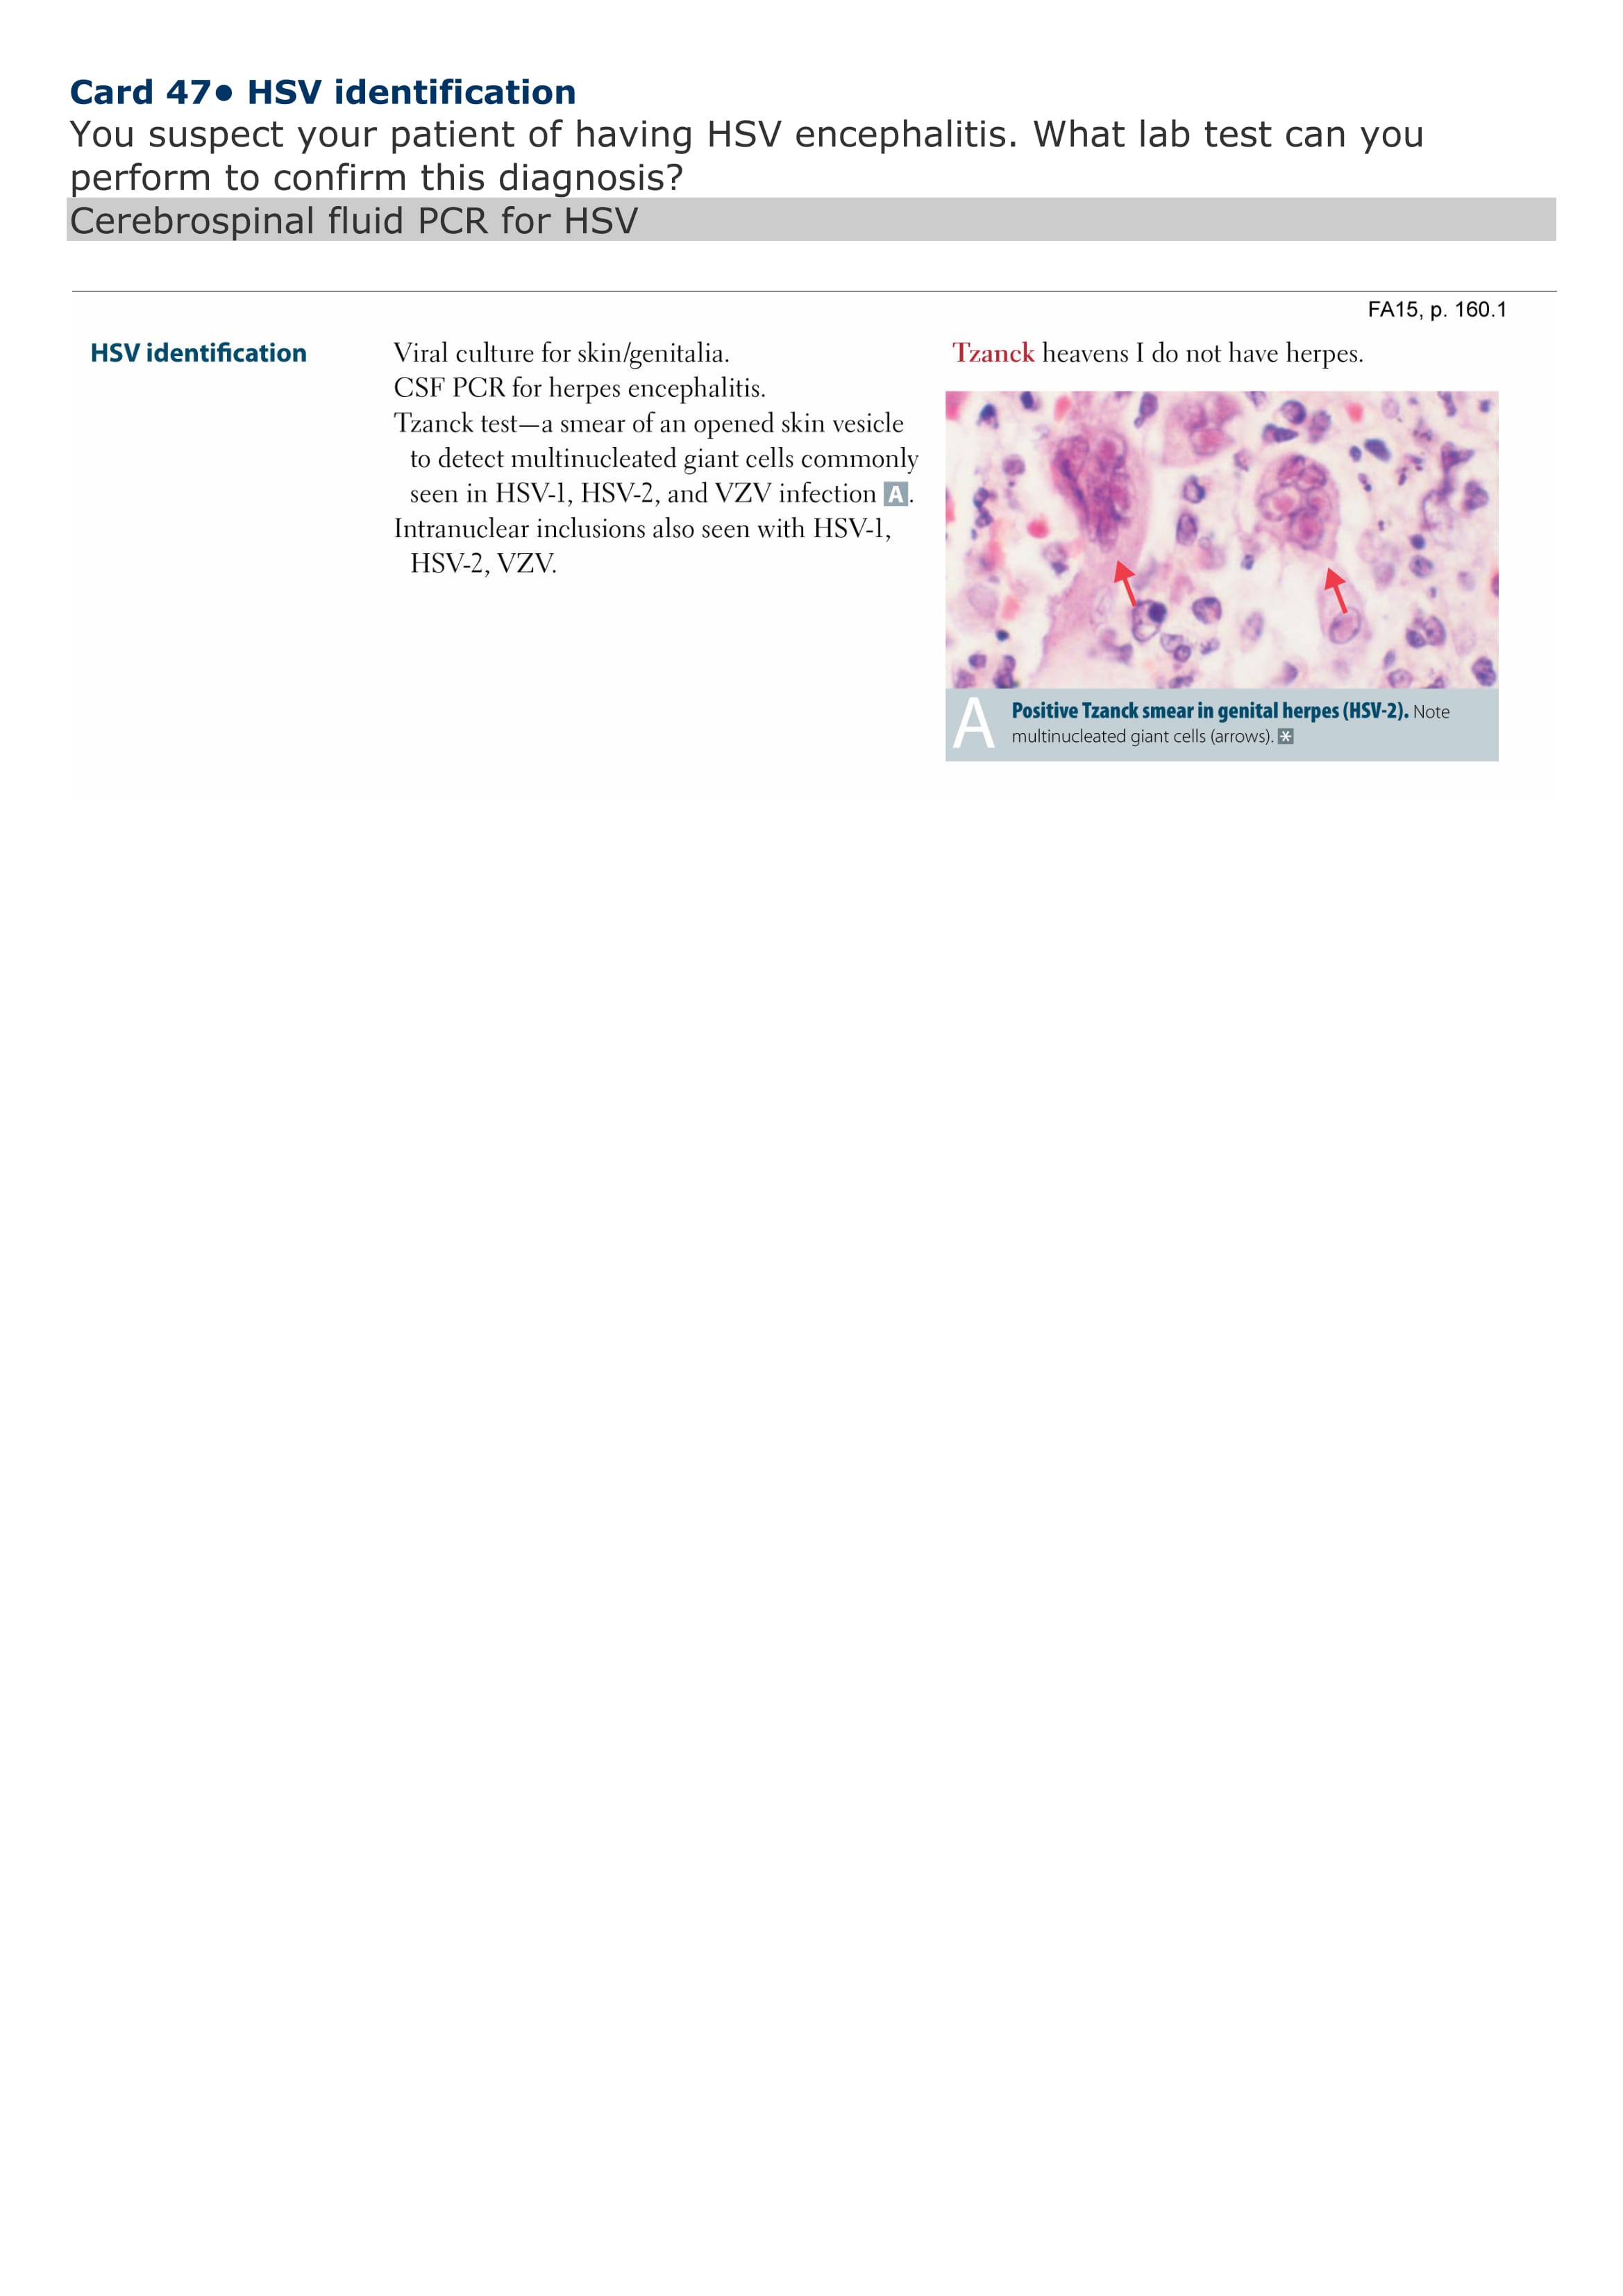 Card 47● HSV identification
You suspect your patient of having HSV encephalitis. What lab test can you
perform to confirm this diagnosis?
Cerebrospinal fluid PCR for HSV
FA15, p. 160.1
HSV identification
Viral culture for skin/genitalia.
CSF PCR for herpes encephalitis.
Tzanck test—a smear of an opened skin vesicle
to detect multinucleated giant cells commonly
seen in HSV-1, HSV-2, and VZV infection A.
Intranuclear inclusions also seen with HSV-1,
HSV-2, VZV.
Tzanck heavens I do not have herpes.
A
Positive Tzanck smear in genital herpes (HSV-2). Note
multinucleated giant cells (arrows). *